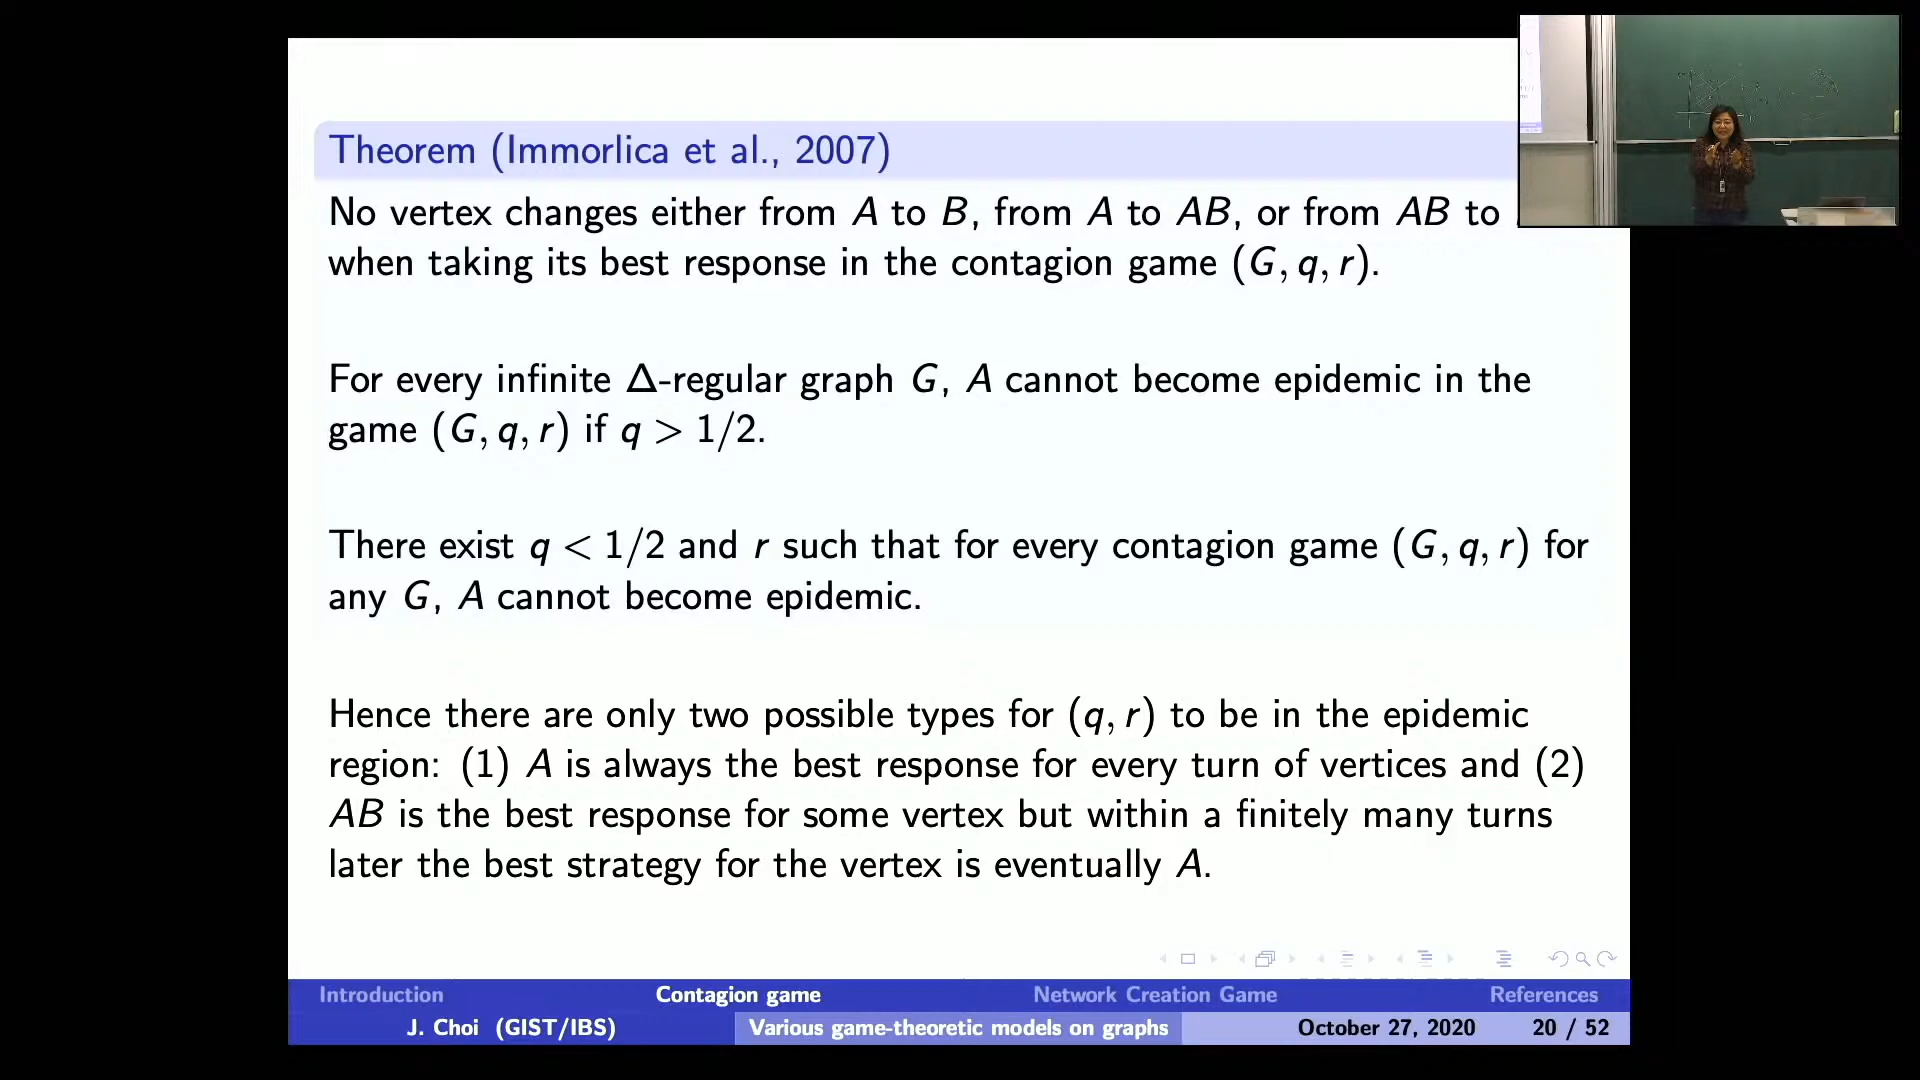 Theorem (Immorlica et al., 2007)
No vertex changes either from A to B, from A to AB, or from AB to
when taking its best response in the contagion game (G, q, r).
For every infinite Δ-regular graph G, A cannot become epidemic in the
game (G, q, r) if q > 1/2.
There exist q < 1/2 and r such that for every contagion game (G, q, r) for
any G, A cannot become epidemic.
Hence there are only two possible types for (q, r) to be in the epidemic
region: (1) A is always the best response for every turn of vertices and (2)
AB is the best response for some vertex but within a finitely many turns
later the best strategy for the vertex is eventually A.
Introduction Contagion game Network Creation Game References
J. Choi (GIST/IBS) Various game-theoretic models on graphs October 27, 2020 20 / 52